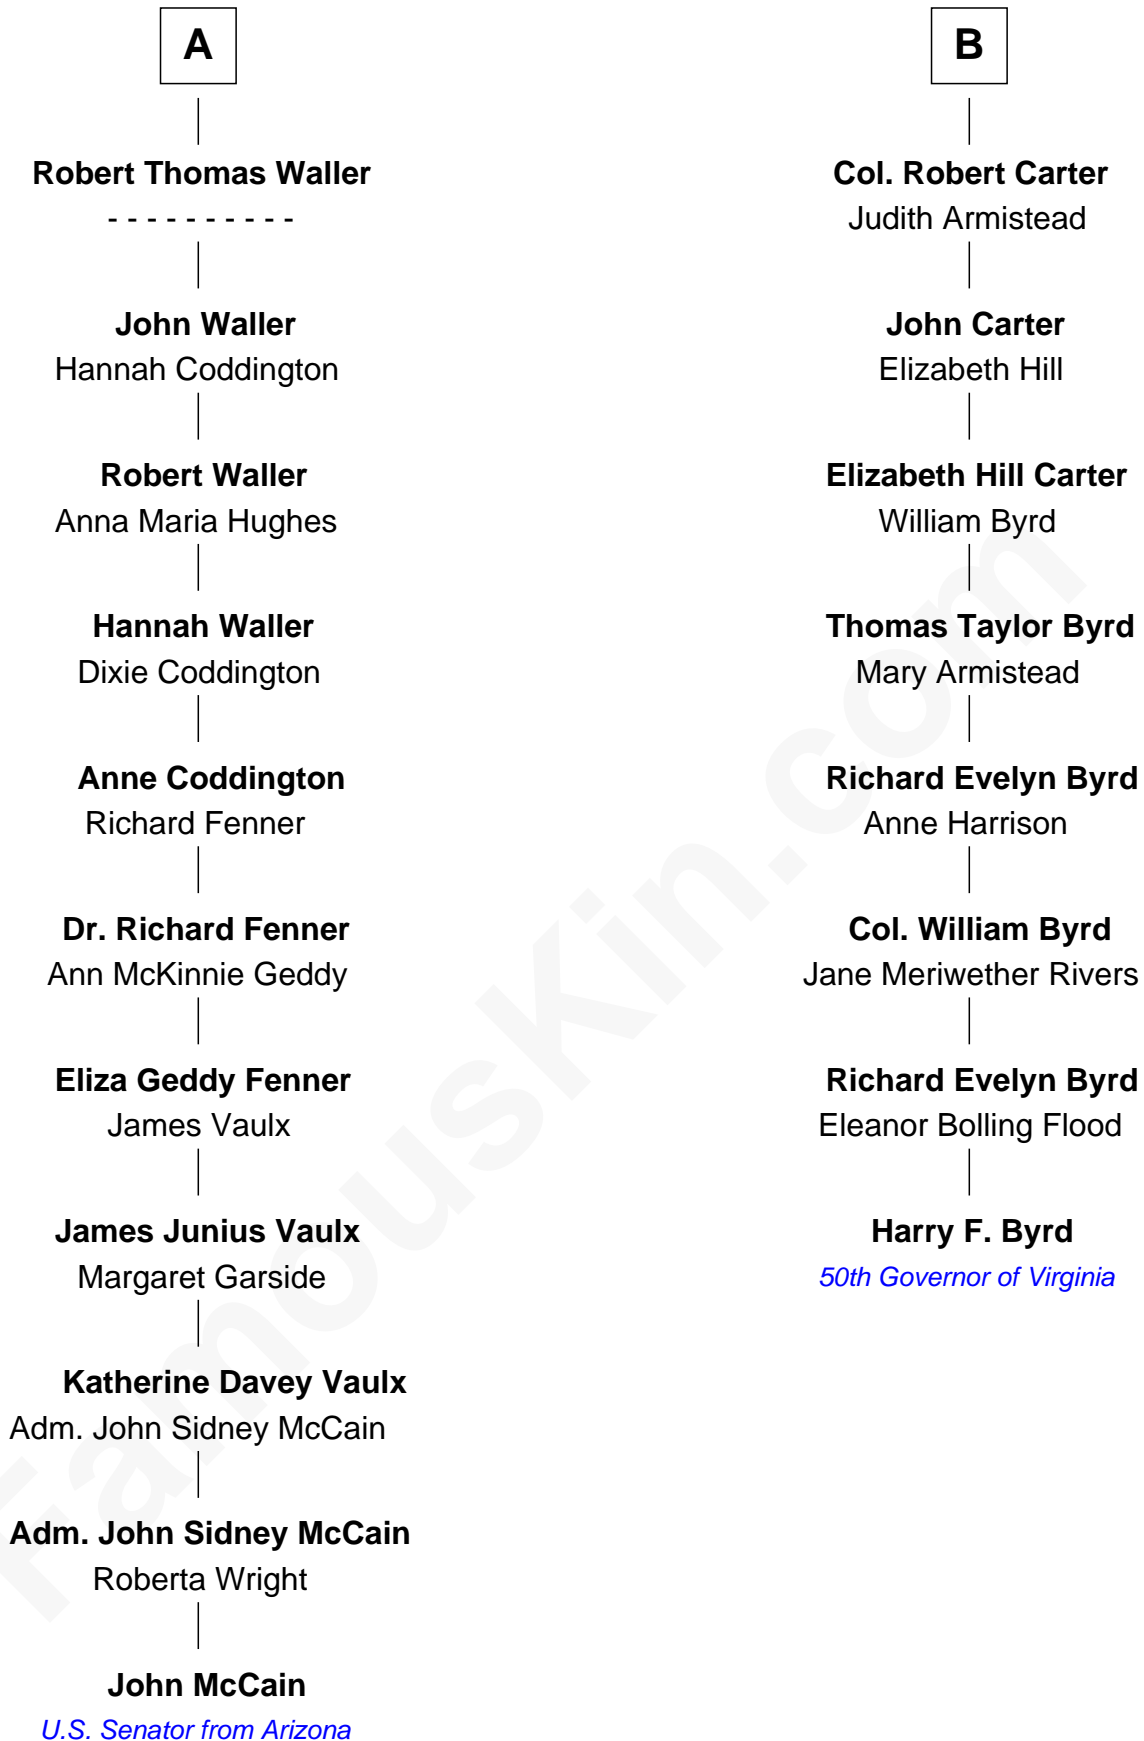 A
Robert Thomas Waller
- - - - - - - - - -
John Waller
Hannah Coddington
Robert Waller
Anna Maria Hughes
Hannah Waller
Dixie Coddington
Anne Coddington
Richard Fenner
Dr. Richard Fenner
Ann McKinnie Geddy
Eliza Geddy Fenner
James Vaulx
James Junius Vaulx
Margaret Garside
Katherine Davey Vaulx
Adm. John Sidney McCain
Adm. John Sidney McCain
Roberta Wright
John McCain
U.S. Senator from Arizona
B
Col. Robert Carter
Judith Armistead
John Carter
Elizabeth Hill
Elizabeth Hill Carter
William Byrd
Thomas Taylor Byrd
Mary Armistead
Richard Evelyn Byrd
Anne Harrison
Col. William Byrd
Jane Meriwether Rivers
Richard Evelyn Byrd
Eleanor Bolling Flood
Harry F. Byrd
50th Governor of Virginia
FamousKin.com